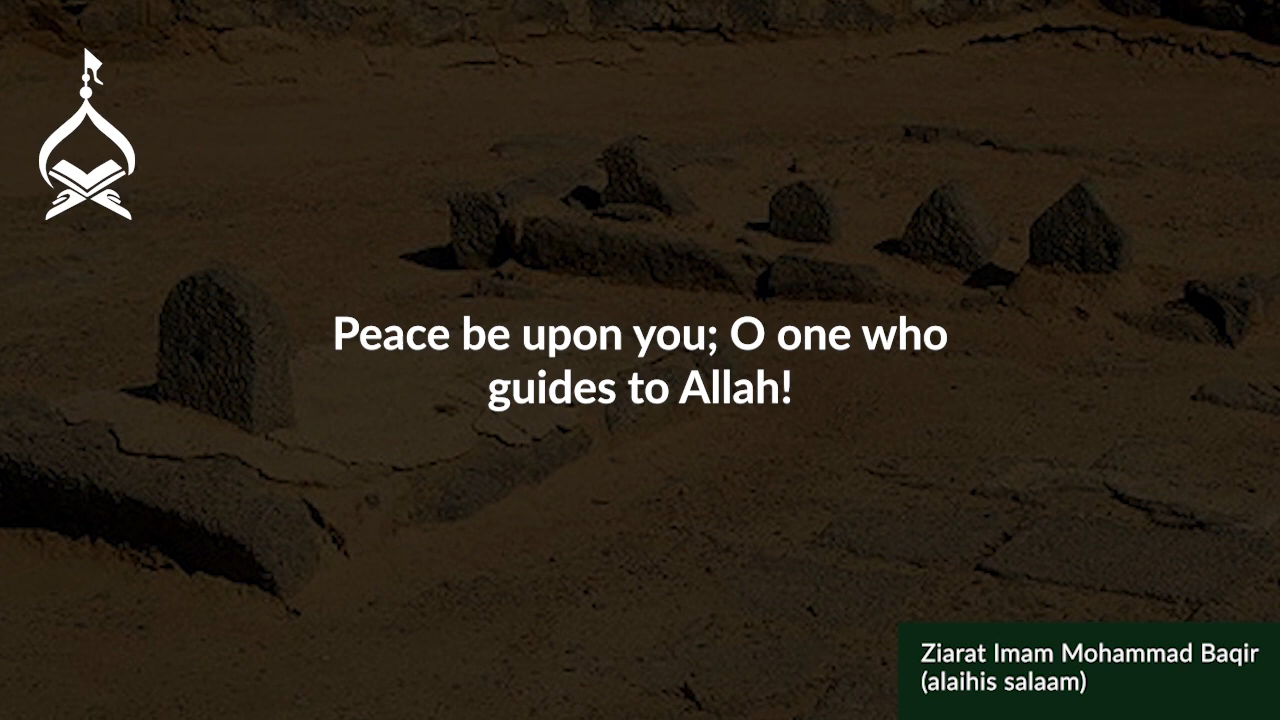 Peace be upon you; O one who
guides to Allah!
Ziarat Imam Mohammad Baqir
(alaihis salaam)